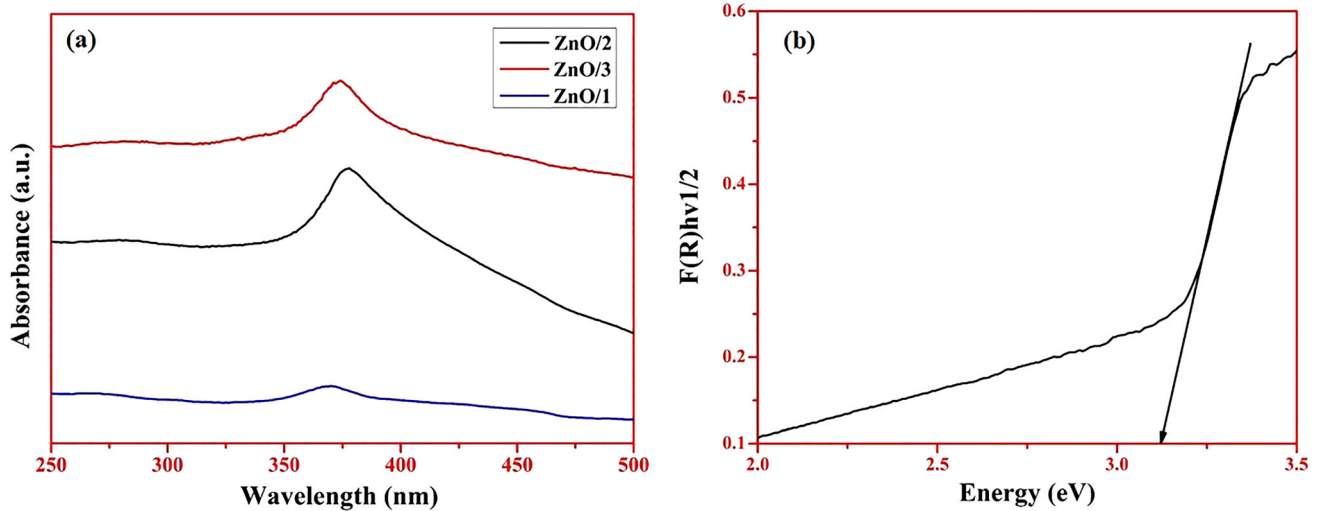 (a)
ZnO/2
ZnO/3
ZnO/1
Absorbance (a.u.)
250 300 350 400 450 500
Wavelength (nm)
(b)
0.6
0.5
0.4
0.3
0.2
0.1
F(R)hv1/2
2.0 2.5 3.0 3.5
Energy (eV)